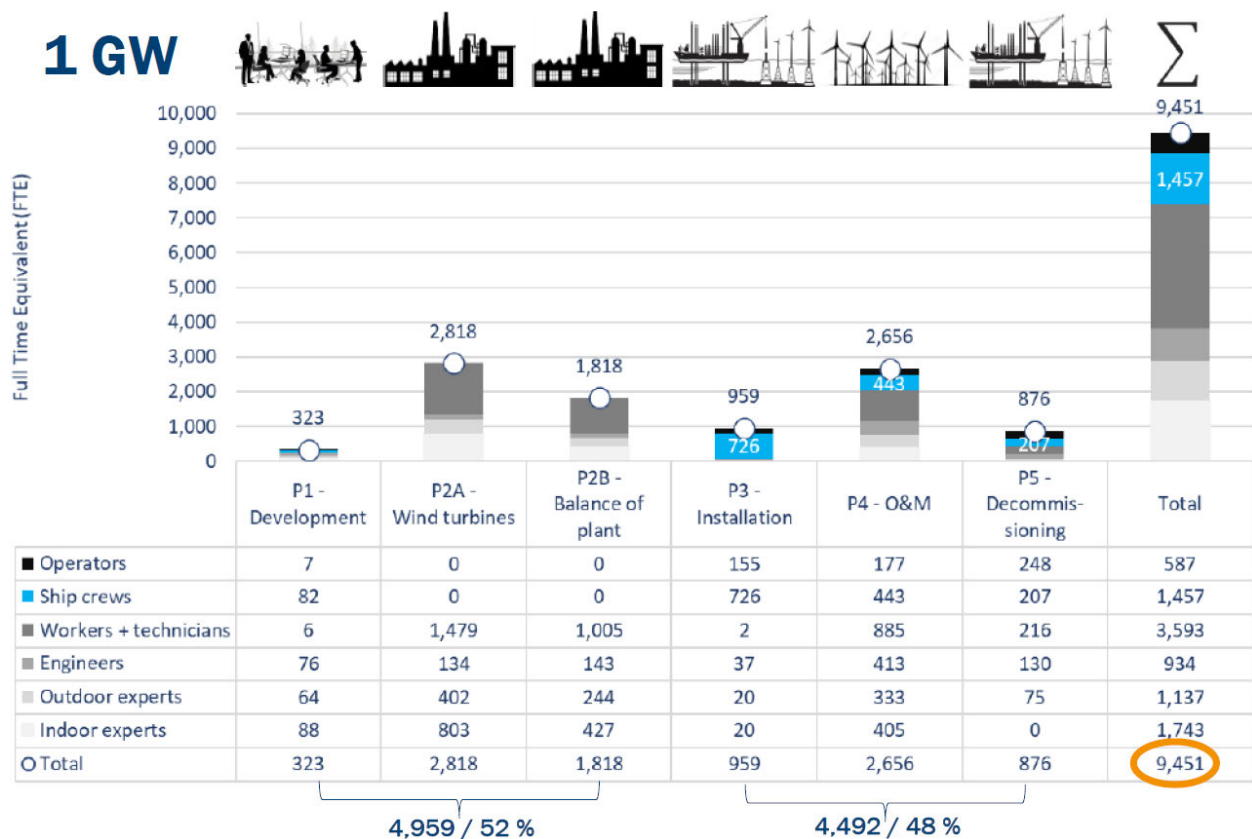 1 GW
Σ
Full Time Equivalent (FTE)
10,000
9,000
8,000
7,000
6,000
5,000
4,000
3,000
2,000
1,000
0
323
2,818
1,818
959
726
2,656
443
876
207
9,451
1,457
P1 - Development P2A - Wind turbines P2B - Balance of plant P3 - Installation P4 - O&M P5 - Decommis-sioning Total
Operators 7 0 0 155 177 248 587
Ship crews 82 0 0 726 443 207 1,457
Workers + technicians 6 1,479 1,005 2 885 216 3,593
Engineers 76 134 143 37 413 130 934
Outdoor experts 64 402 244 20 333 75 1,137
Indoor experts 88 803 427 20 405 0 1,743
Total 323 2,818 1,818 959 2,656 876 9,451
4,959 / 52 % 4,492 / 48 %